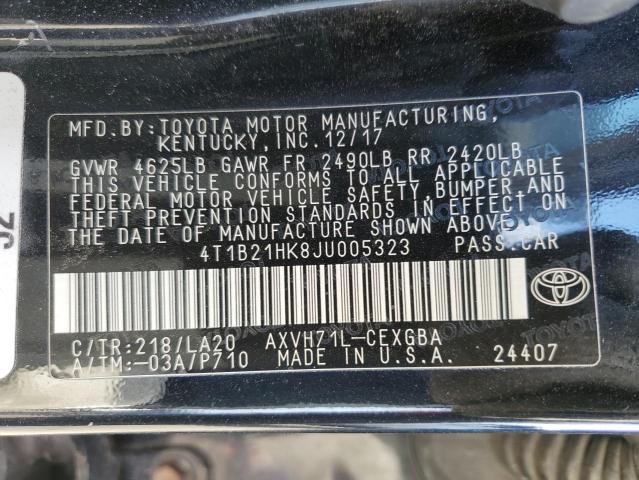 MFD.BY:TOYOTA MOTOR MANUFACTURING,
KENTUCKY,INC.12/17
GVWR 4625LB GAWR FR 2490LB RR 2420LB
THIS VEHICLE CONFORMS TO ALL APPLICABLE
FEDERAL MOTOR VEHICLE SAFETY,BUMPER,AND
THEFT PREVENTION STANDARDS IN EFFECT ON
THE DATE OF MANUFACTURE SHOWN ABOVE.
4T1B21HK8JU005323 PASS.CAR
C/TR:218/LA20 AXVH71L-CEXGBA
A/TM:-03A/P710 MADE IN U.S.A. 24407